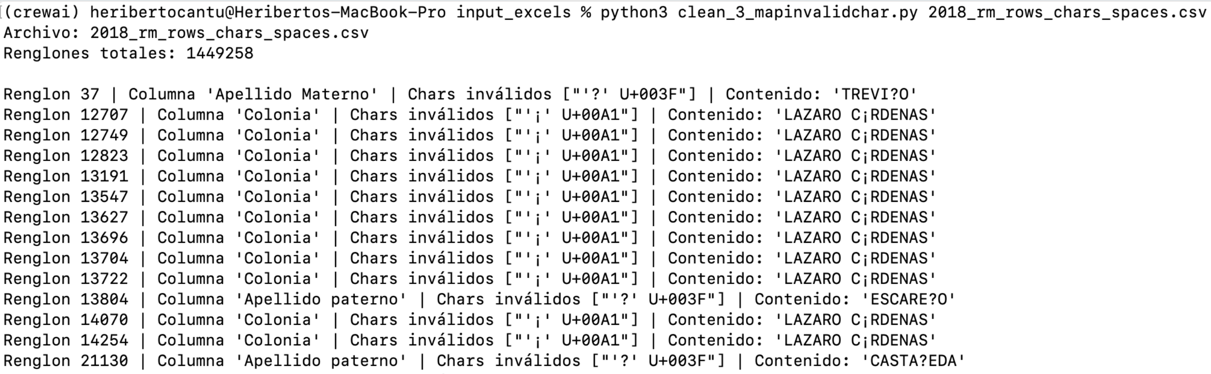 (crewai) heribertocantu@Heribertos-MacBook-Pro input_excels % python3 clean_3_mapinvalidchar.py 2018_rm_rows_chars_spaces.csv
Archivo: 2018_rm_rows_chars_spaces.csv
Renglones totales: 1449258
Renglon 37 | Columna 'Apellido Materno' | Chars inválidos ["'?' U+003F"] | Contenido: 'TREVI?O'
Renglon 12707 | Columna 'Colonia' | Chars inválidos ["'¡' U+00A1"] | Contenido: 'LAZARO C¡RDENAS'
Renglon 12749 | Columna 'Colonia' | Chars inválidos ["'¡' U+00A1"] | Contenido: 'LAZARO C¡RDENAS'
Renglon 12823 | Columna 'Colonia' | Chars inválidos ["'¡' U+00A1"] | Contenido: 'LAZARO C¡RDENAS'
Renglon 13191 | Columna 'Colonia' | Chars inválidos ["'¡' U+00A1"] | Contenido: 'LAZARO C¡RDENAS'
Renglon 13547 | Columna 'Colonia' | Chars inválidos ["'¡' U+00A1"] | Contenido: 'LAZARO C¡RDENAS'
Renglon 13627 | Columna 'Colonia' | Chars inválidos ["'¡' U+00A1"] | Contenido: 'LAZARO C¡RDENAS'
Renglon 13696 | Columna 'Colonia' | Chars inválidos ["'¡' U+00A1"] | Contenido: 'LAZARO C¡RDENAS'
Renglon 13704 | Columna 'Colonia' | Chars inválidos ["'¡' U+00A1"] | Contenido: 'LAZARO C¡RDENAS'
Renglon 13722 | Columna 'Colonia' | Chars inválidos ["'¡' U+00A1"] | Contenido: 'LAZARO C¡RDENAS'
Renglon 13804 | Columna 'Apellido paterno' | Chars inválidos ["'?' U+003F"] | Contenido: 'ESCARE?O'
Renglon 14070 | Columna 'Colonia' | Chars inválidos ["'¡' U+00A1"] | Contenido: 'LAZARO C¡RDENAS'
Renglon 14254 | Columna 'Colonia' | Chars inválidos ["'¡' U+00A1"] | Contenido: 'LAZARO C¡RDENAS'
Renglon 21130 | Columna 'Apellido paterno' | Chars inválidos ["'?' U+003F"] | Contenido: 'CASTA?EDA'